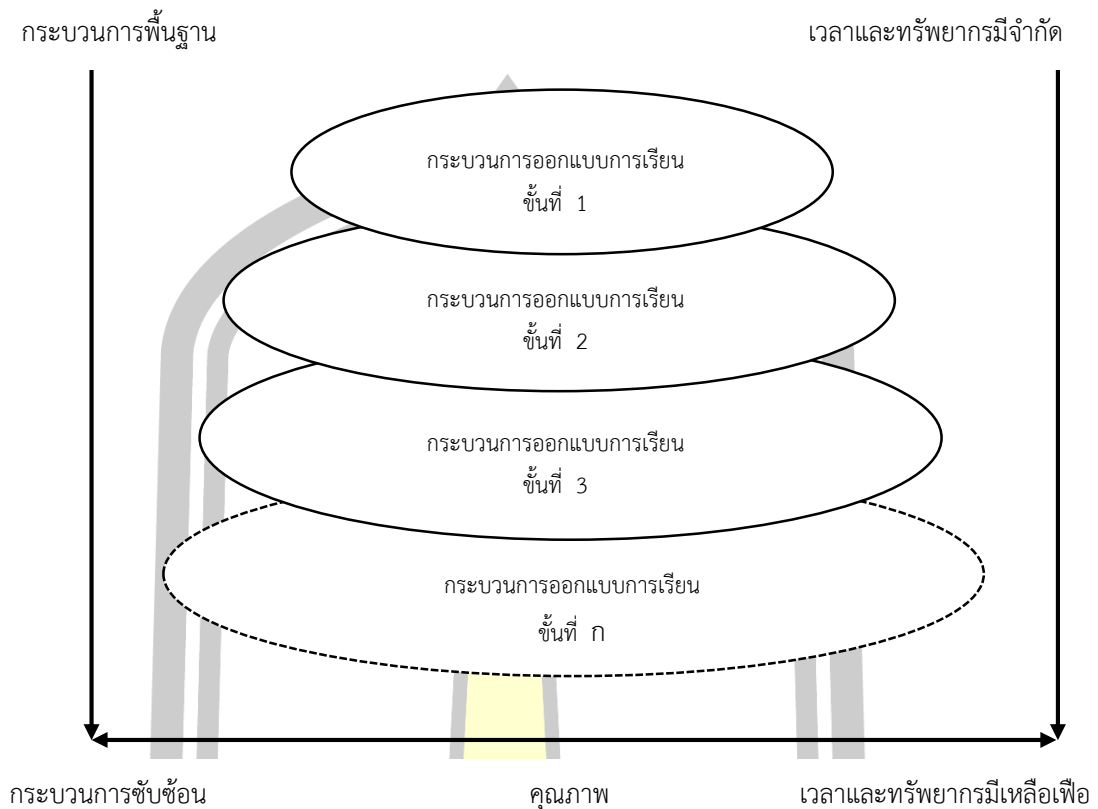 กระบวนการพื้นฐาน
เวลาและทรัพยากรมีจำกัด
กระบวนการออกแบบการเรียน
ขั้นที่ 1
กระบวนการออกแบบการเรียน
ขั้นที่ 2
กระบวนการออกแบบการเรียน
ขั้นที่ 3
กระบวนการออกแบบการเรียน
ขั้นที่ ก
กระบวนการซับซ้อน
คุณภาพ
เวลาและทรัพยากรมีเหลือเฟือ